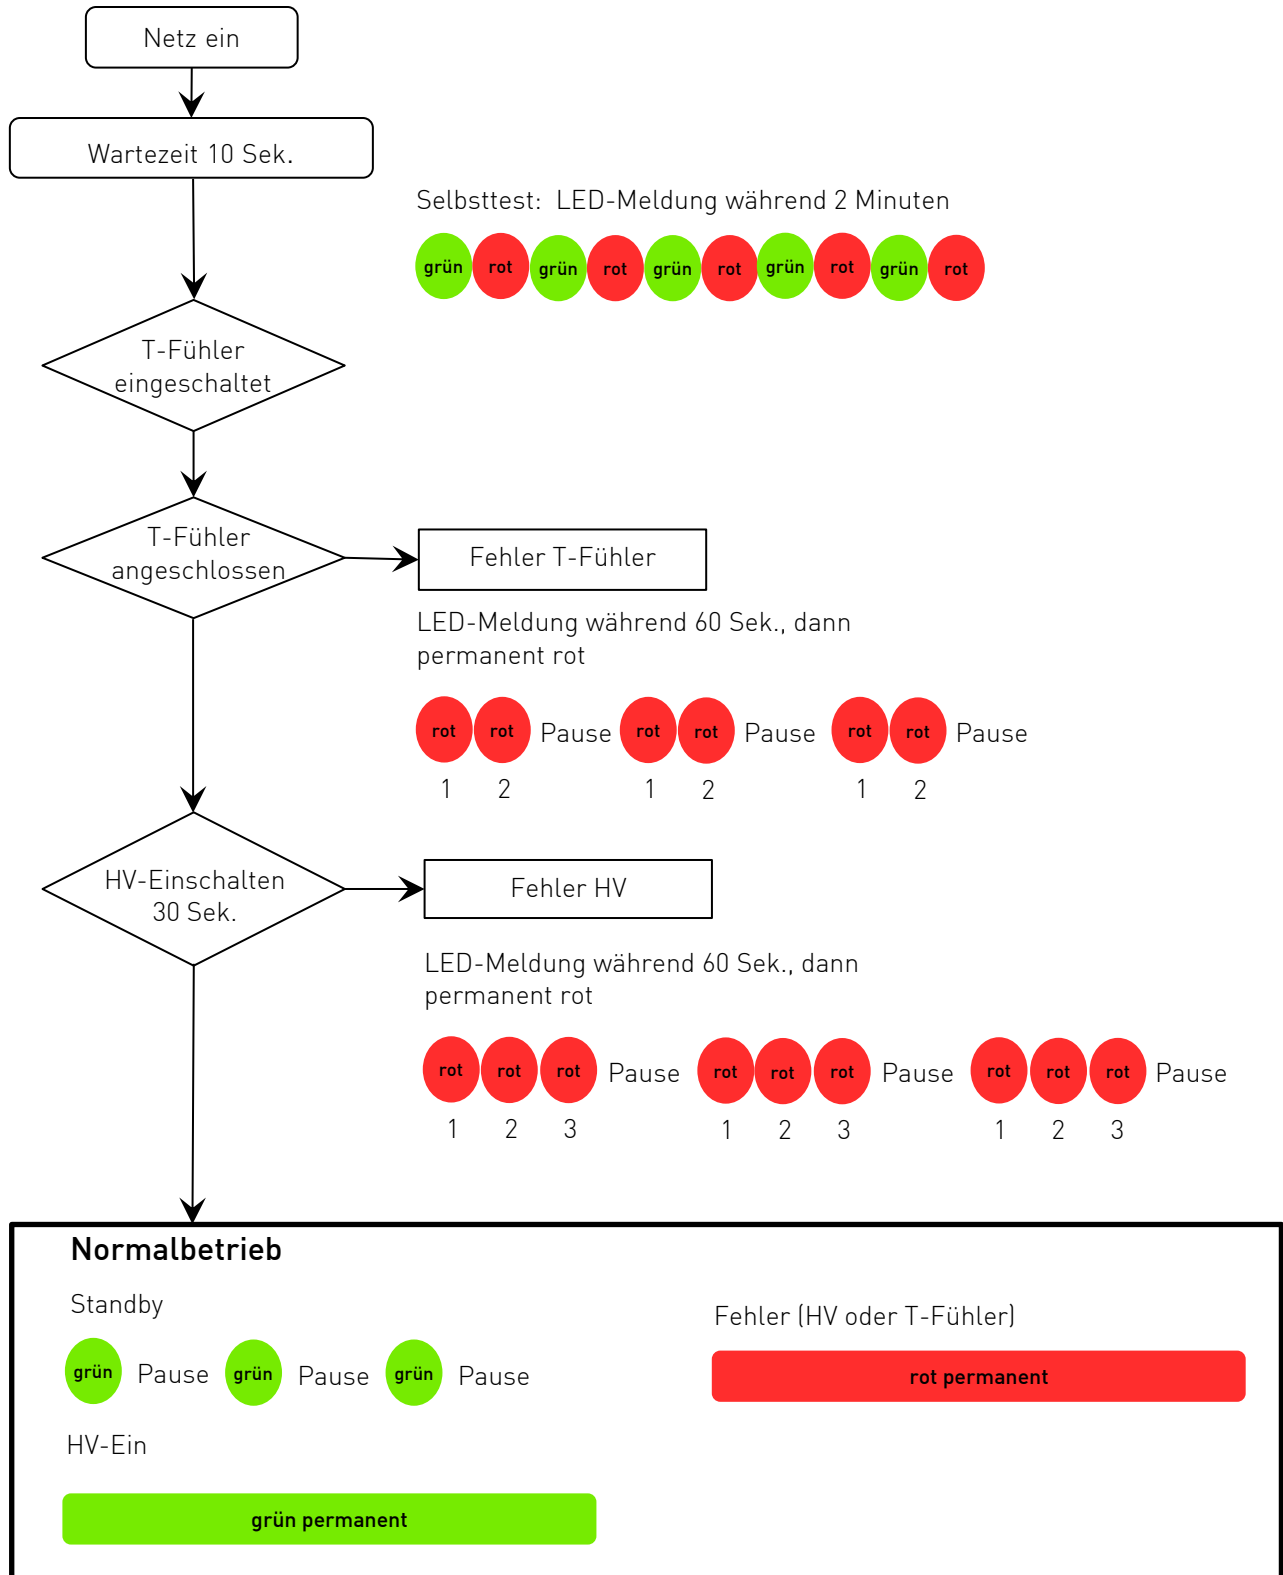 Netz ein
Wartezeit 10 Sek.
Selbsttest: LED-Meldung während 2 Minuten
grün rot grün rot grün rot grün rot grün rot
T-Fühler
eingeschaltet
T-Fühler
angeschlossen
Fehler T-Fühler
LED-Meldung während 60 Sek., dann
permanent rot
rot rot Pause rot rot Pause rot rot Pause
1 2 1 2 1 2
HV-Einschalten
30 Sek.
Fehler HV
LED-Meldung während 60 Sek., dann
permanent rot
rot rot rot Pause rot rot rot Pause rot rot rot Pause
1 2 3 1 2 3 1 2 3
Normalbetrieb
Standby
grün Pause grün Pause grün Pause
HV-Ein
grün permanent
Fehler (HV oder T-Fühler)
rot permanent